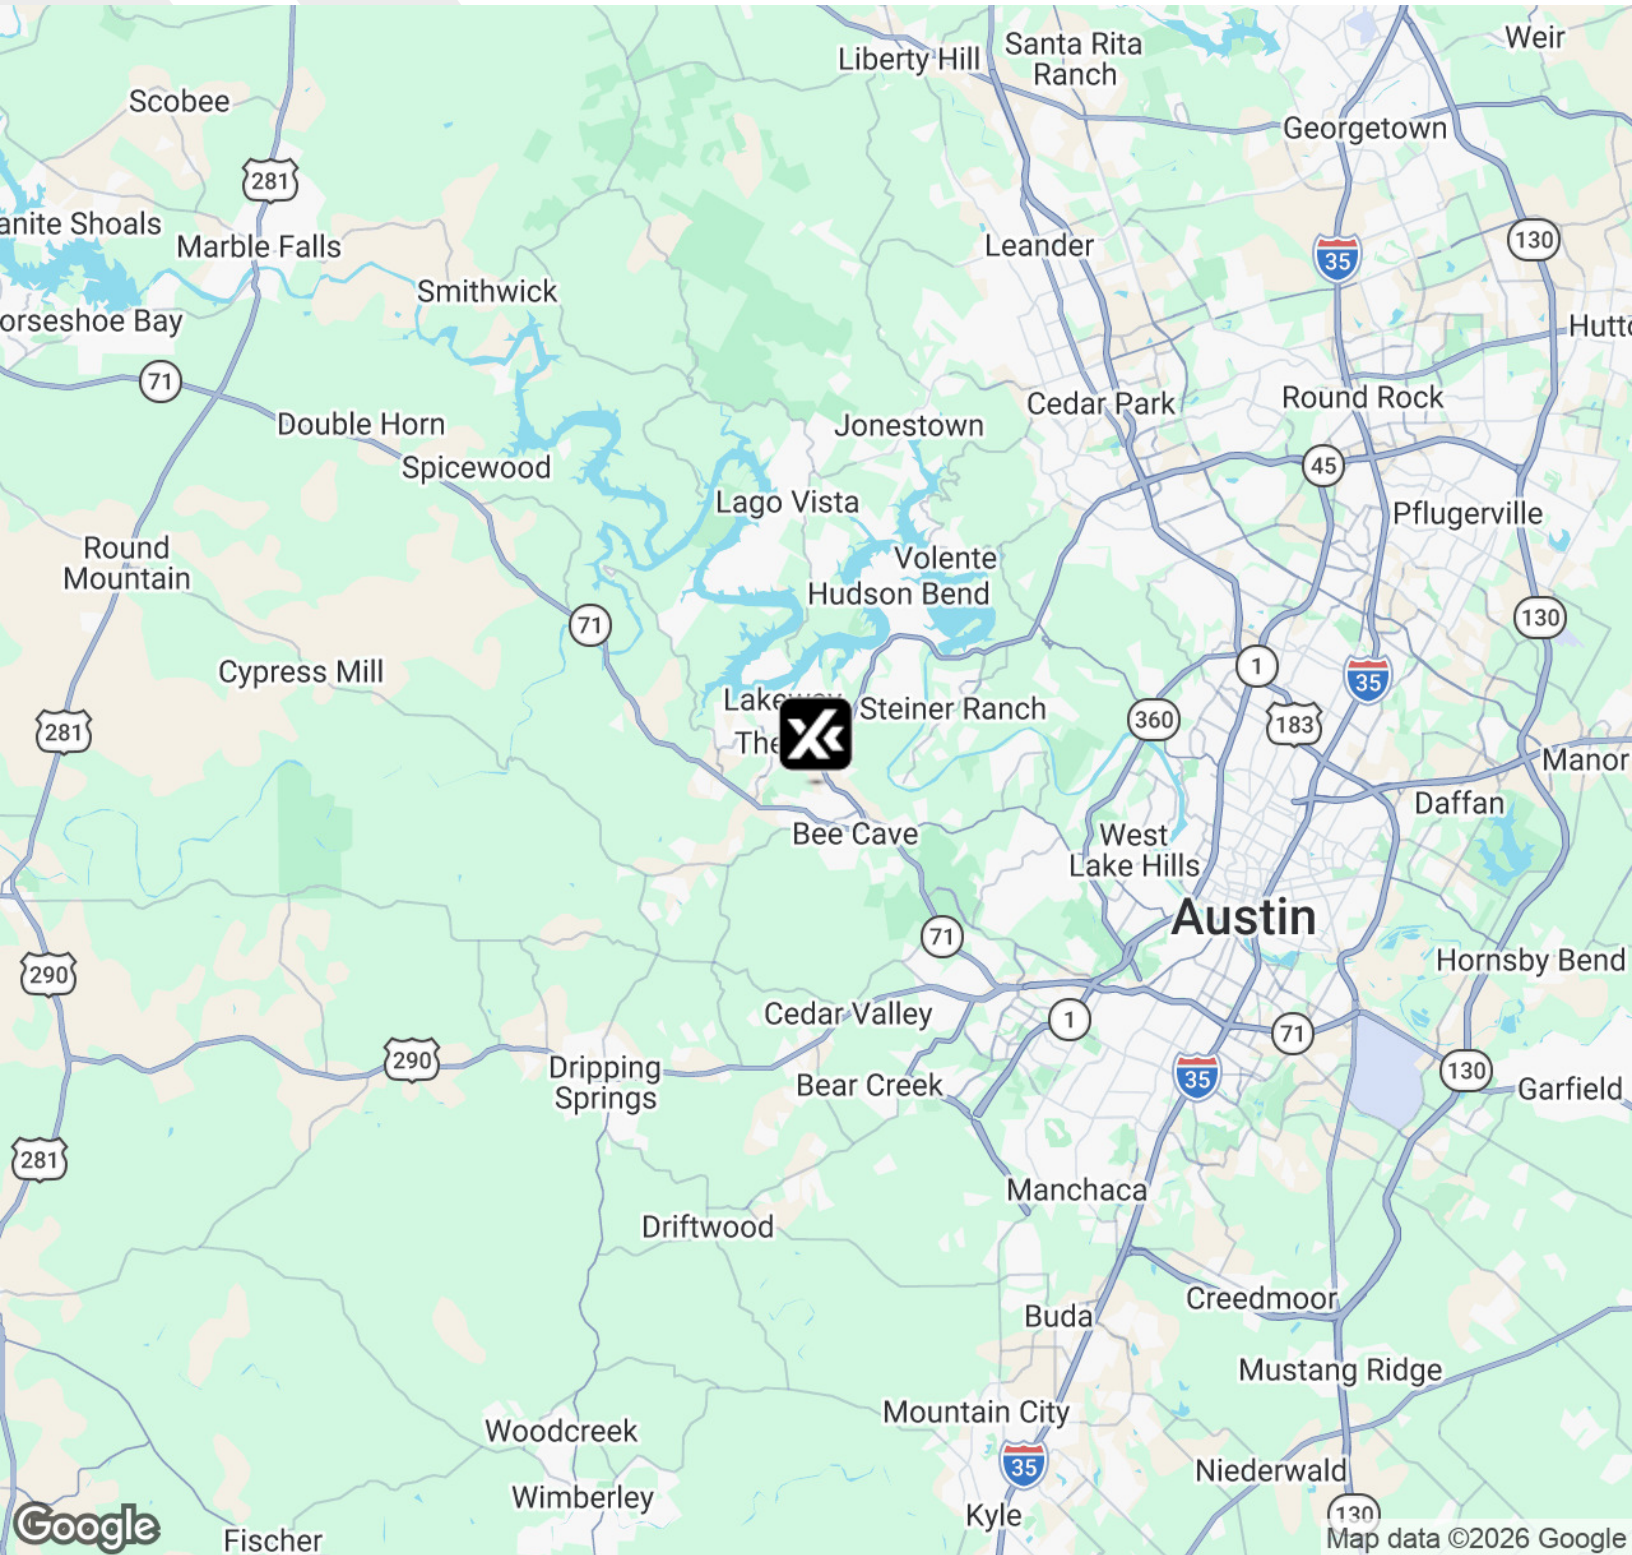 Liberty Hill
Santa Rita
Ranch
Weir
Scobee
Georgetown
281
anite Shoals
Marble Falls
Leander
130
35
Smithwick
orseshoe Bay
Hutto
71
Double Horn
Cedar Park
Round Rock
Jonestown
Spicewood
45
Lago Vista
Pflugerville
Round
Mountain
Volente
Hudson Bend
71
130
Cypress Mill
1
35
Lakeway
Steiner Ranch
360
183
281
The
Manor
Daffan
Bee Cave
West
Lake Hills
Austin
71
290
Hornsby Bend
Cedar Valley
1
71
290
Dripping
Springs
Bear Creek
35
130
Garfield
281
Manchaca
Driftwood
Creedmoor
Buda
Mustang Ridge
Mountain City
Woodcreek
35
Niederwald
Wimberley
Kyle
130
Google
Fischer
Map data ©2026 Google